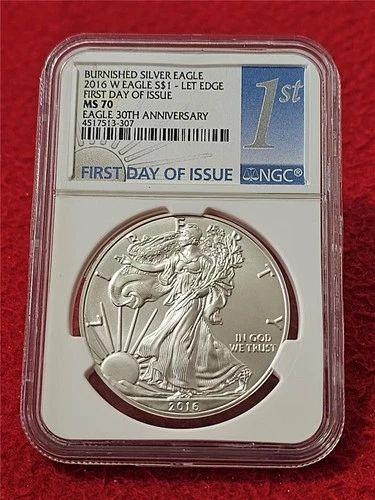 BURNISHED SILVER EAGLE
2016 W EAGLE S$1 - LET EDGE
FIRST DAY OF ISSUE
MS 70
EAGLE 30TH ANNIVERSARY
4517513-307
1st
FIRST DAY OF ISSUE
NGC®
LIBERTY
IN GOD
WE TRUST
2016